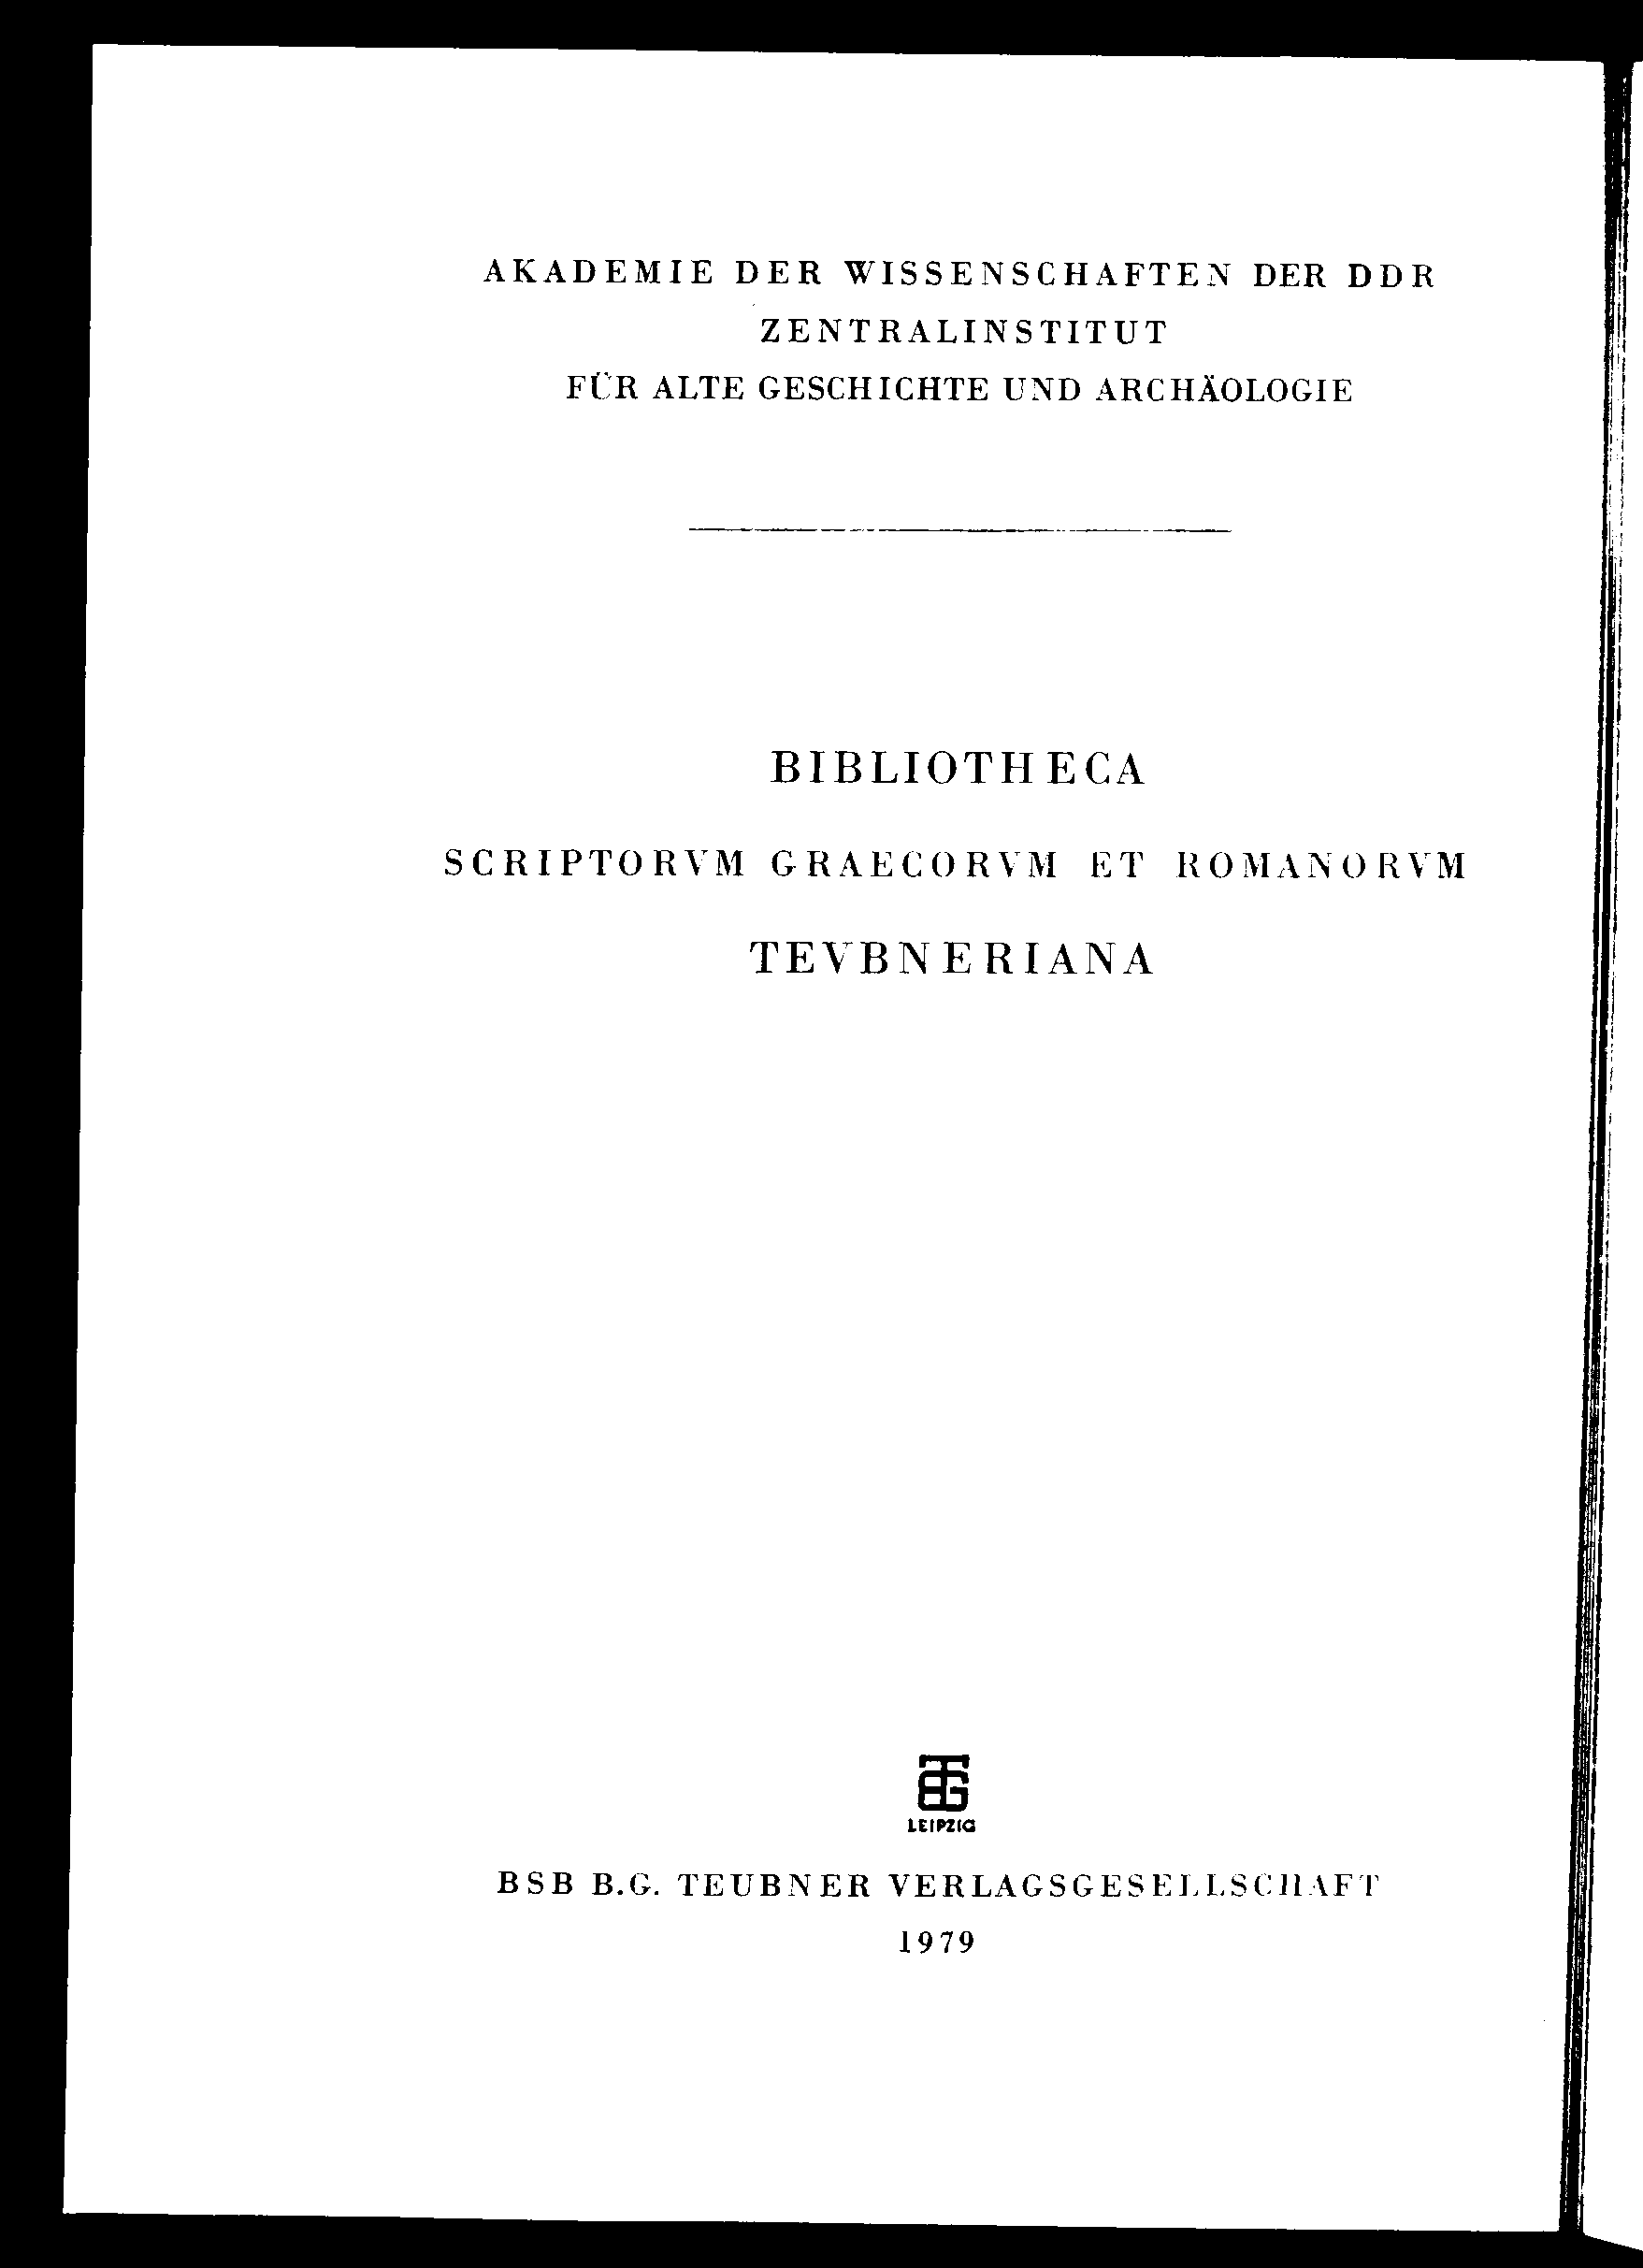 AKADEMIE DER WISSENSCHAFTEN DER DDR
ZENTRALINSTITUT
FÜR ALTE GESCHICHTE UND ARCHÄOLOGIE
BIBLIOTHECA
SCRIPTORVM GRAECORVM ET ROMANORVM
TEVBNERIANA
LEIPZIG
BSB B.G. TEUBNER VERLAGSGESELLSCHAFT
1979